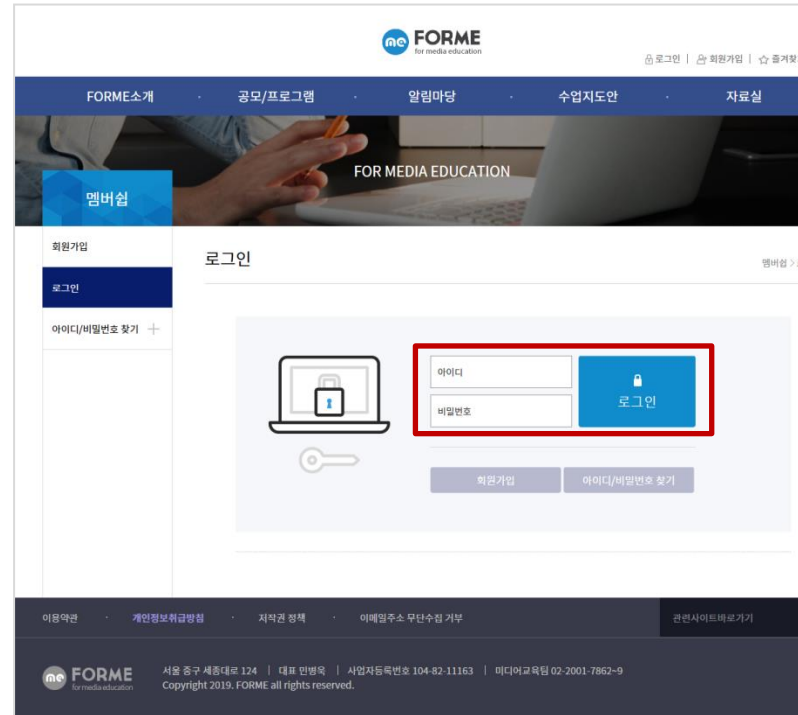 me FORME
for media education
로그인 | 회원가입 | 즐겨찾
FORME소개 · 공모/프로그램 · 알림마당 · 수업지도안 · 자료실
FOR MEDIA EDUCATION
멤버쉽
회원가입
로그인
아이디/비밀번호 찾기
로그인
멤버쉽 >
아이디
비밀번호
로그인
회원가입
아이디/비밀번호 찾기
이용약관 · 개인정보취급방침 · 저작권 정책 · 이메일주소 무단수집 거부
관련사이트바로가기
me FORME
for media education
서울 중구 세종대로 124 | 대표 민병욱 | 사업자등록번호 104-82-11163 | 미디어교육팀 02-2001-7862~9
Copyright 2019. FORME all rights reserved.